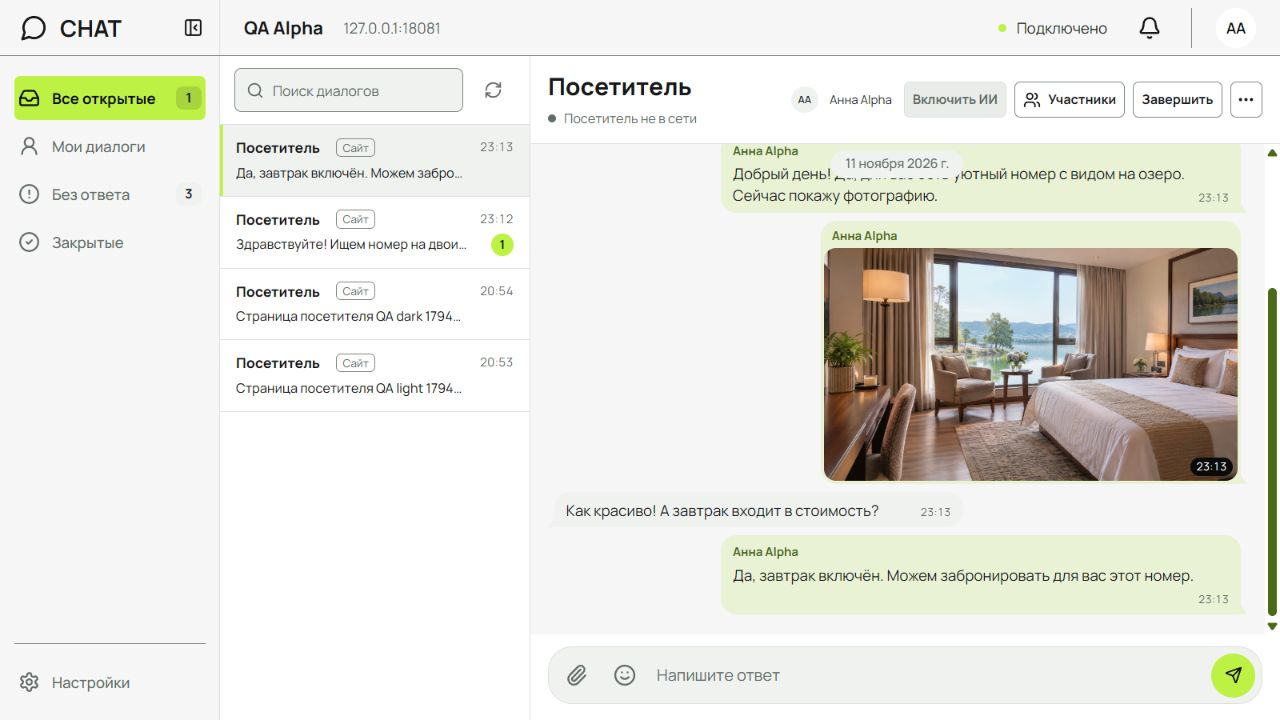 CHAT
QA Alpha 127.0.0.1:18081
Подключено
AA
Все открытые 1
Мои диалоги
Без ответа 3
Закрытые
Настройки
Поиск диалогов
Посетитель Сайт 23:13
Да, завтрак включён. Можем забро...
Посетитель Сайт 23:12
Здравствуйте! Ищем номер на двои... 1
Посетитель Сайт 20:54
Страница посетителя QA dark 1794...
Посетитель Сайт 20:53
Страница посетителя QA light 1794...
Посетитель
Посетитель не в сети
AA Анна Alpha
Включить ИИ
Участники
Завершить
11 ноября 2026 г.
Анна Alpha
Добрый день! уютный номер с видом на озеро.
Сейчас покажу фотографию. 23:13
Анна Alpha
23:13
Как красиво! А завтрак входит в стоимость? 23:13
Анна Alpha
Да, завтрак включён. Можем забронировать для вас этот номер.
23:13
Напишите ответ